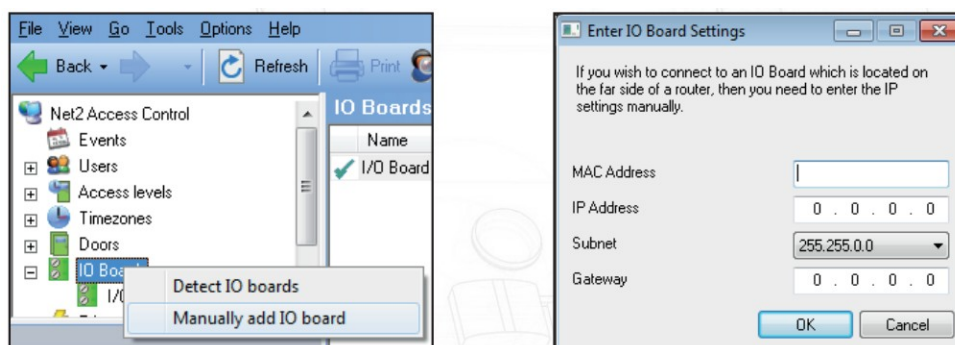 File View Go Tools Options Help
Back Refresh Print
Net2 Access Control
Events
Users
Access levels
Timezones
Doors
IO Boa
I/O
IO Boards
Name
I/O Board
Detect IO boards
Manually add IO board
Enter IO Board Settings
If you wish to connect to an IO Board which is located on
the far side of a router, then you need to enter the IP
settings manually.
MAC Address
IP Address 0 . 0 . 0 . 0
Subnet 255.255.0.0
Gateway 0 . 0 . 0 . 0
OK Cancel